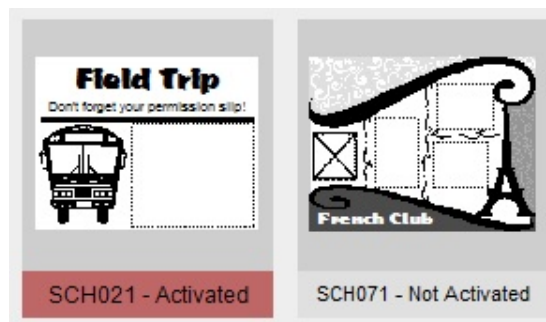 Field Trip
Don't forget your permission slip!
SCH021 - Activated
French Club
SCH071 - Not Activated